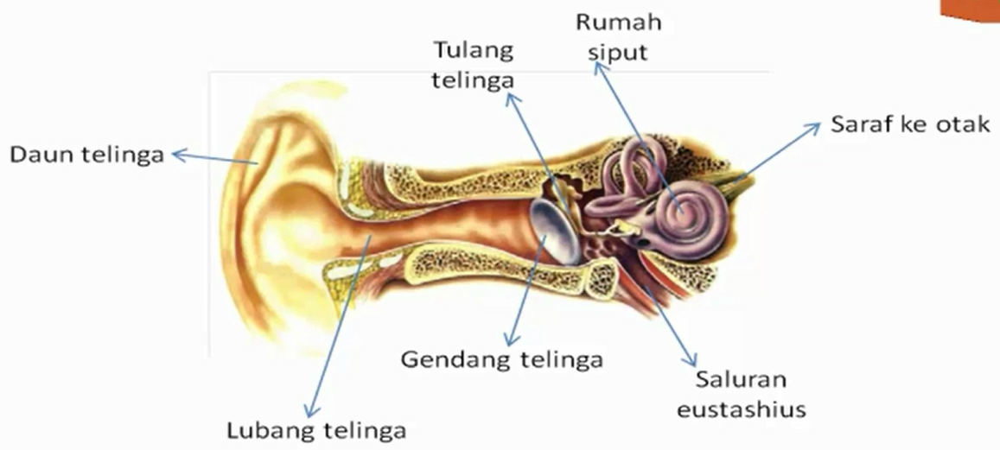 Rumah
siput
Tulang
telinga
Saraf ke otak
Daun telinga
Gendang telinga
Saluran
eustashius
Lubang telinga